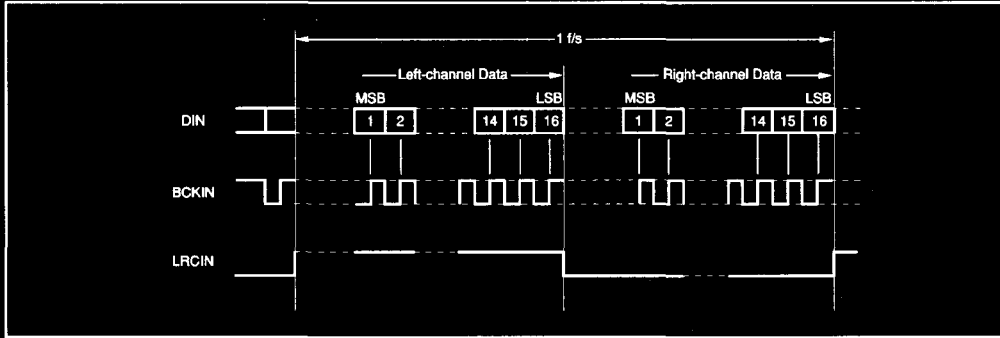 1 f/s
Left-channel Data
Right-channel Data
MSB
LSB
MSB
LSB
DIN
1 2 14 15 16 1 2 14 15 16
BCKIN
LRCIN